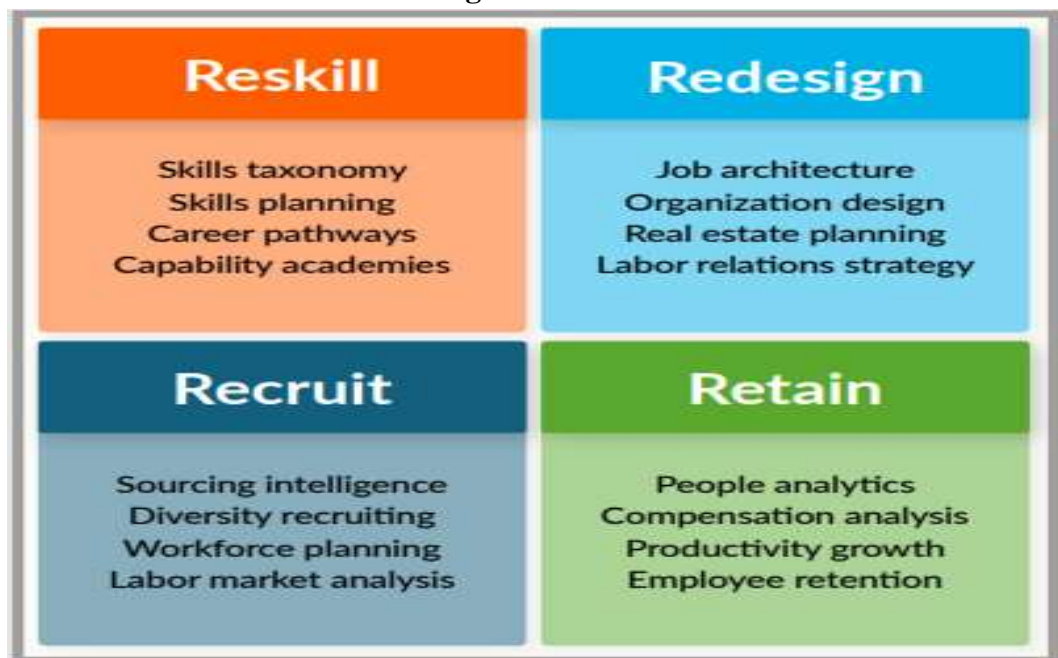 Reskill
Skills taxonomy
Skills planning
Career pathways
Capability academies
Redesign
Job architecture
Organization design
Real estate planning
Labor relations strategy
Recruit
Sourcing intelligence
Diversity recruiting
Workforce planning
Labor market analysis
Retain
People analytics
Compensation analysis
Productivity growth
Employee retention